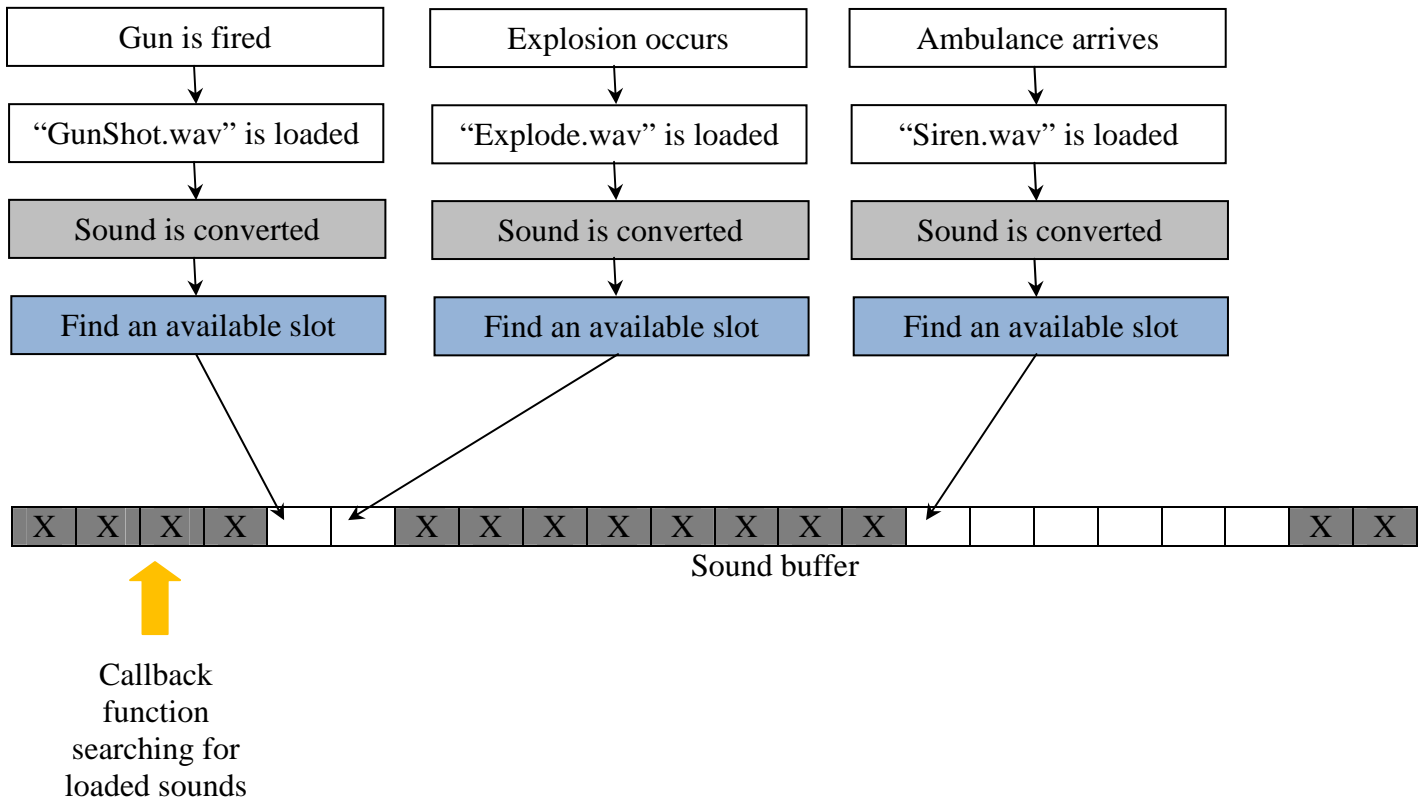 Gun is fired
Explosion occurs
Ambulance arrives
“GunShot.wav” is loaded
“Explode.wav” is loaded
“Siren.wav” is loaded
Sound is converted
Sound is converted
Sound is converted
Find an available slot
Find an available slot
Find an available slot
X X X X X X X X X X X X X X
Sound buffer
Callback
function
searching for
loaded sounds